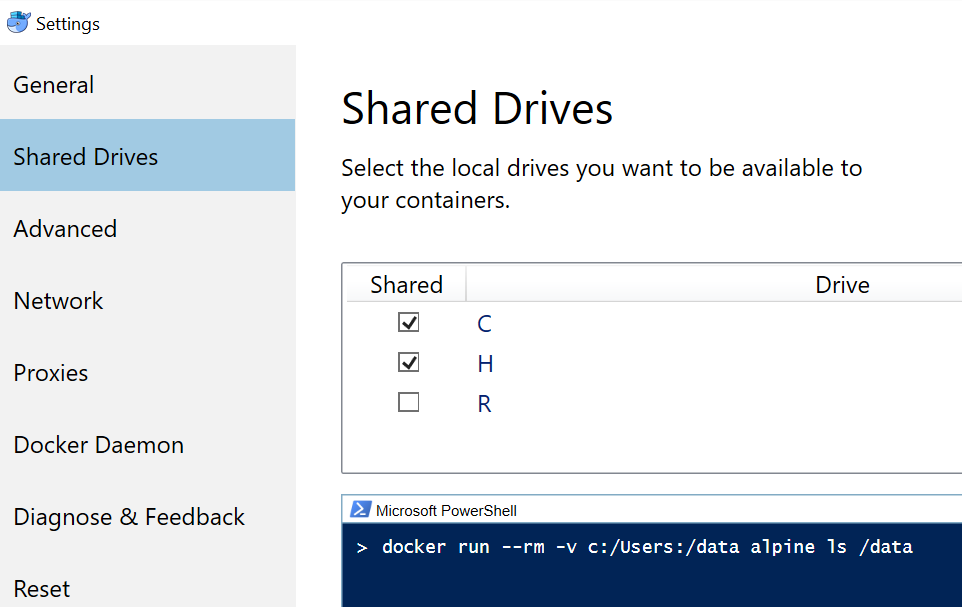 Settings
General
Shared Drives
Advanced
Network
Proxies
Docker Daemon
Diagnose & Feedback
Reset
Shared Drives
Select the local drives you want to be available to
your containers.
Shared Drive
C
H
R
Microsoft PowerShell
> docker run --rm -v c:/Users:/data alpine ls /data